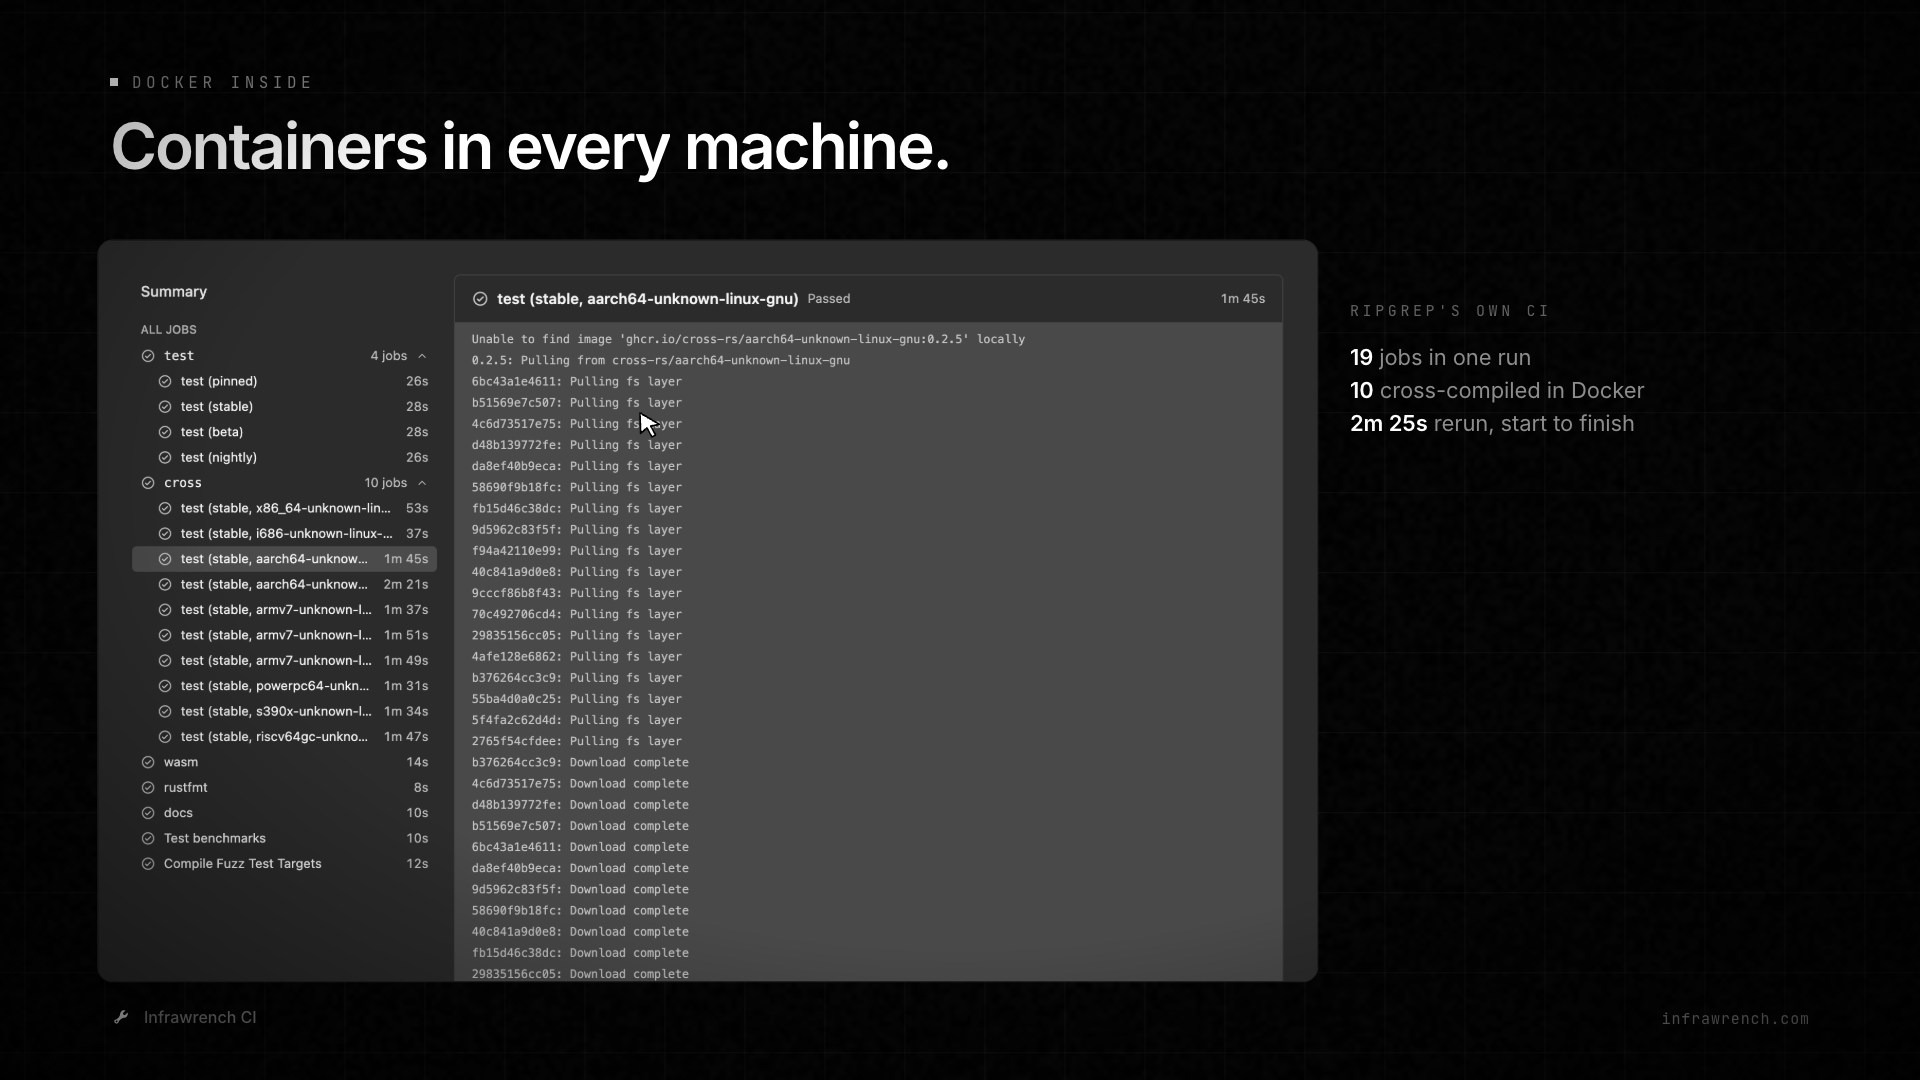 DOCKER INSIDE
Containers in every machine.
Summary
ALL JOBS
test 4 jobs
test (pinned) 26s
test (stable) 28s
test (beta) 28s
test (nightly) 26s
cross 10 jobs
test (stable, x86_64-unknown-lin... 53s
test (stable, i686-unknown-linux-... 37s
test (stable, aarch64-unknow... 1m 45s
test (stable, aarch64-unknow... 2m 21s
test (stable, armv7-unknown-l... 1m 37s
test (stable, armv7-unknown-l... 1m 51s
test (stable, armv7-unknown-l... 1m 49s
test (stable, powerpc64-unkn... 1m 31s
test (stable, s390x-unknown-l... 1m 34s
test (stable, riscv64gc-unkno... 1m 47s
wasm 14s
rustfmt 8s
docs 10s
Test benchmarks 10s
Compile Fuzz Test Targets 12s
test (stable, aarch64-unknown-linux-gnu) Passed 1m 45s
Unable to find image 'ghcr.io/cross-rs/aarch64-unknown-linux-gnu:0.2.5' locally
0.2.5: Pulling from cross-rs/aarch64-unknown-linux-gnu
6bc43a1e4611: Pulling fs layer
b51569e7c507: Pulling fs layer
4c6d73517e75: Pulling fs layer
d48b139772fe: Pulling fs layer
da8ef40b9eca: Pulling fs layer
58690f9b18fc: Pulling fs layer
fb15d46c38dc: Pulling fs layer
9d5962c83f5f: Pulling fs layer
f94a42110e99: Pulling fs layer
40c841a9d0e8: Pulling fs layer
9cccf86b8f43: Pulling fs layer
70c492706cd4: Pulling fs layer
29835156cc05: Pulling fs layer
4afe128e6862: Pulling fs layer
b376264cc3c9: Pulling fs layer
55ba4d0a0c25: Pulling fs layer
5f4fa2c62d4d: Pulling fs layer
2765f54cfdee: Pulling fs layer
b376264cc3c9: Download complete
4c6d73517e75: Download complete
d48b139772fe: Download complete
b51569e7c507: Download complete
6bc43a1e4611: Download complete
da8ef40b9eca: Download complete
9d5962c83f5f: Download complete
58690f9b18fc: Download complete
40c841a9d0e8: Download complete
fb15d46c38dc: Download complete
29835156cc05: Download complete
RIPGREP'S OWN CI
19 jobs in one run
10 cross-compiled in Docker
2m 25s rerun, start to finish
Infrawrench CI
infrawrench.com